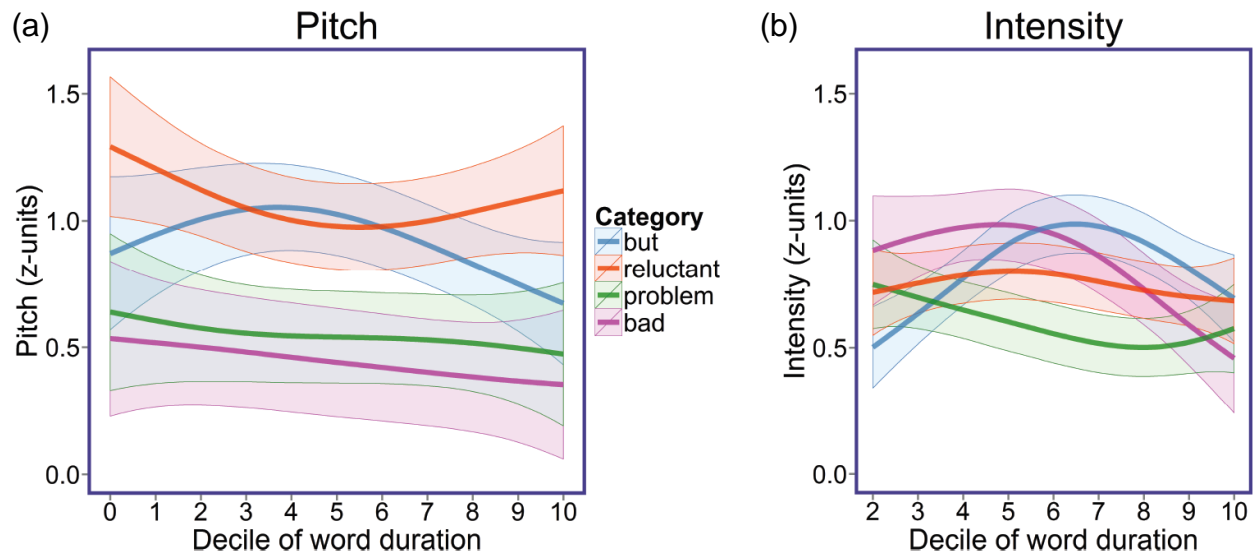 (a) Pitch
Pitch (z-units)
1.5
1.0
0.5
0.0
0 1 2 3 4 5 6 7 8 9 10
Decile of word duration
Category
but
reluctant
problem
bad
(b) Intensity
Intensity (z-units)
1.5
1.0
0.5
0.0
2 3 4 5 6 7 8 9 10
Decile of word duration